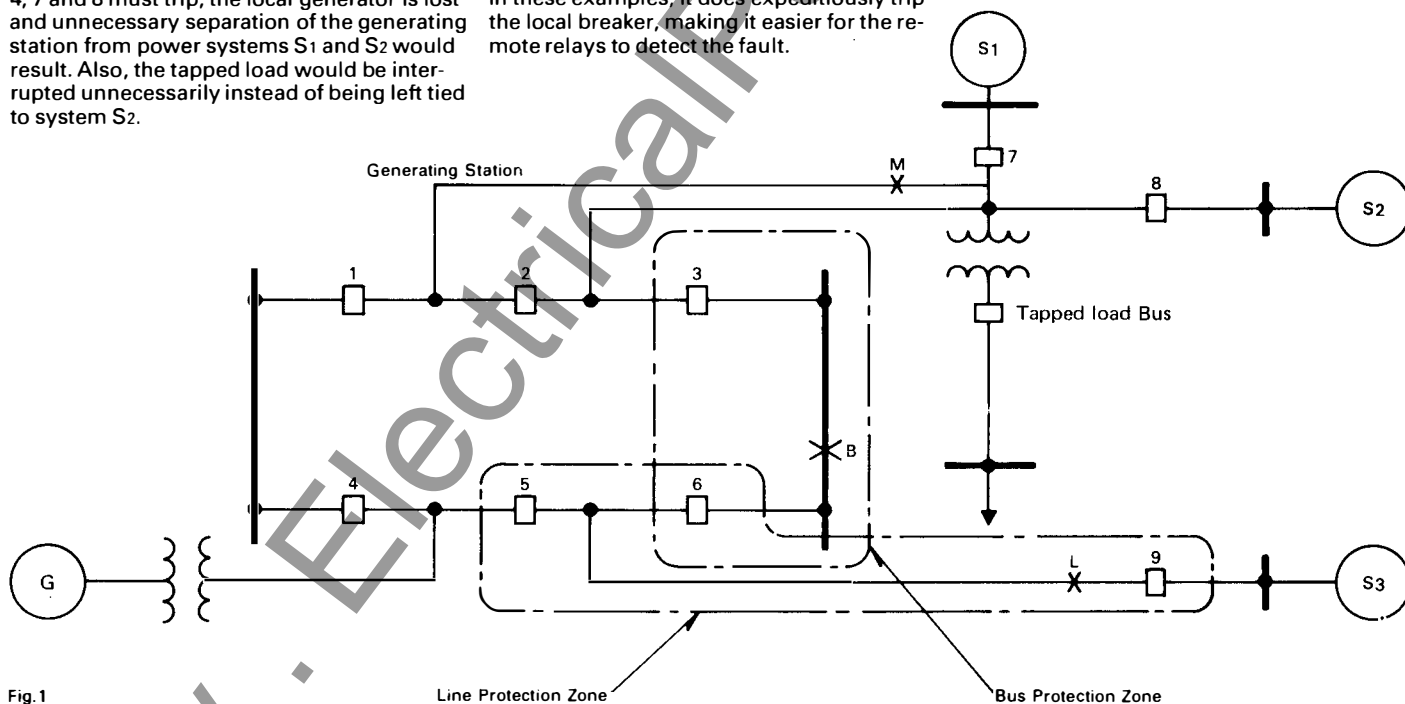 4, 7 and 8 must trip, the local generator is lost
and unnecessary separation of the generating
station from power systems S1 and S2 would
result. Also, the tapped load would be inter-
rupted unnecessarily instead of being left tied
to system S2.
In these examples, it does expeditiously trip
the local breaker, making it easier for the re-
mote relays to detect the fault.
S1
7
Generating Station
M
8
S2
1
2
3
Tapped load Bus
B
4
5
6
L
9
G
S3
Fig.1
Line Protection Zone
Bus Protection Zone